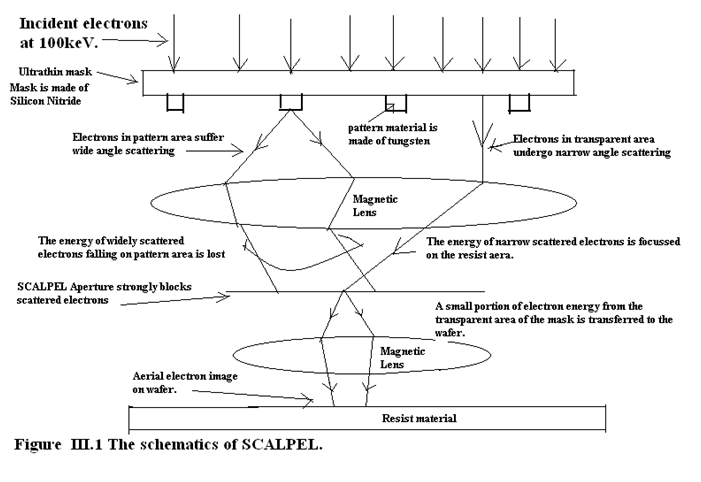 Incident electrons
at 100keV.
Ultrathin mask
Mask is made of
Silicon Nitride
Electrons in pattern area suffer
wide angle scattering
pattern material is
made of tungsten
Electrons in transparent area
undergo narrow angle scattering
Magnetic
Lens
The energy of widely scattered
electrons falling on pattern area is lost
The energy of narrow scattered electrons is focussed
on the resist aera.
SCALPEL Aperture strongly blocks
scattered electrons
A small portion of electron energy from the
transparent area of the mask is transferred to the
wafer.
Magnetic
Lens
Aerial electron image
on wafer.
Resist material
Figure III.1 The schematics of SCALPEL.